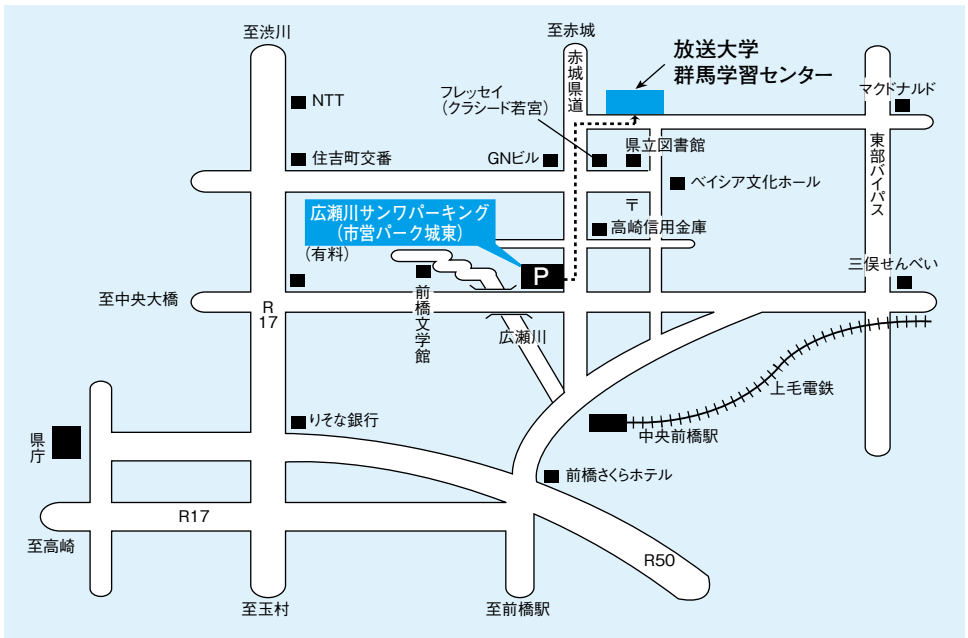 至渋川
至赤城
放送大学
群馬学習センター
赤城県道
フレッセイ
(クラシード若宮)
マクドナルド
NTT
住吉町交番
GNビル
県立図書館
東部バイパス
ベイシア文化ホール
〒
広瀬川サンワパーキング
(市営パーク城東)
高崎信用金庫
(有料)
P
三俣せんべい
至中央大橋
R
17
前橋文学館
広瀬川
上毛電鉄
りそな銀行
中央前橋駅
県庁
前橋さくらホテル
R17
至高崎
R50
至玉村
至前橋駅